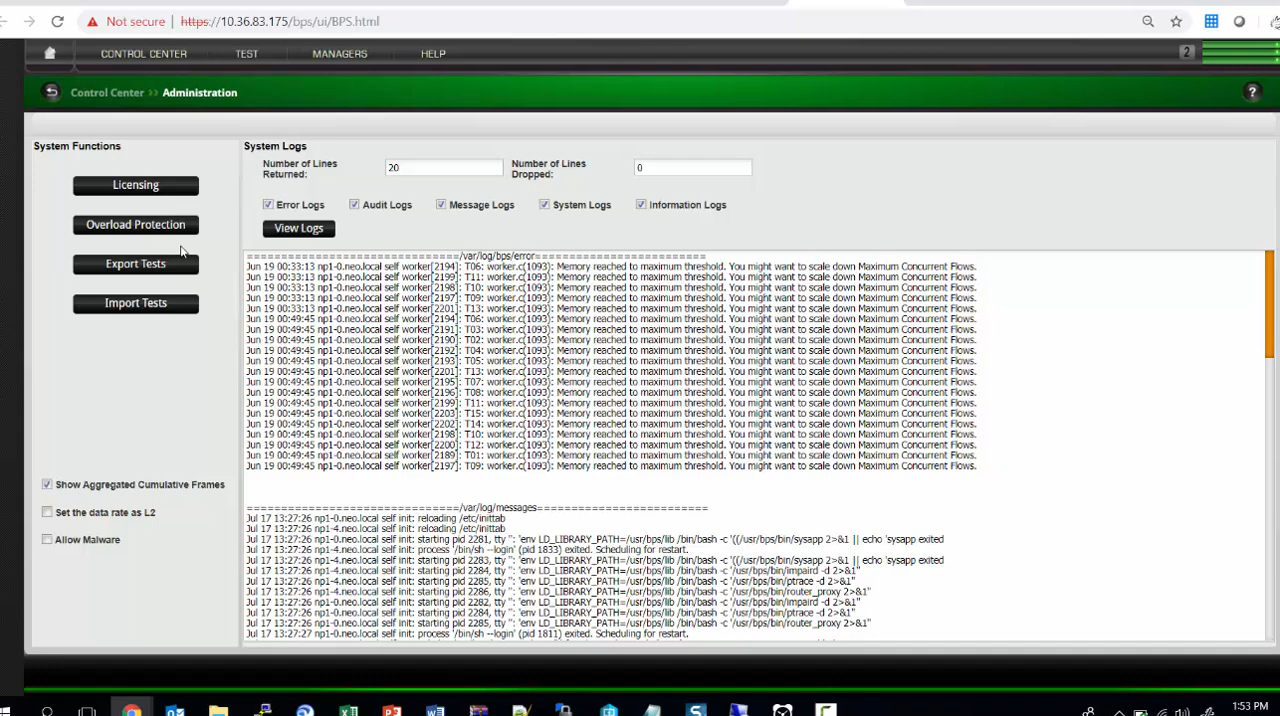 Not secure https://10.36.83.175/bps/ui/BPS.html
CONTROL CENTER TEST MANAGERS HELP 2
Control Center >> Administration ?
System Functions
Licensing
Overload Protection
Export Tests
Import Tests
Show Aggregated Cumulative Frames
Set the data rate as L2
Allow Malware
System Logs
Number of Lines Returned: 20 Number of Lines Dropped: 0
Error Logs Audit Logs Message Logs System Logs Information Logs
View Logs
==============================/var/log/bps/error========================
Jun 19 00:33:13 np1-0.neo.local self worker[2194]: T06: worker.c(1093): Memory reached to maximum threshold. You might want to scale down Maximum Concurrent Flows.
Jun 19 00:33:13 np1-0.neo.local self worker[2199]: T11: worker.c(1093): Memory reached to maximum threshold. You might want to scale down Maximum Concurrent Flows.
Jun 19 00:33:13 np1-0.neo.local self worker[2198]: T10: worker.c(1093): Memory reached to maximum threshold. You might want to scale down Maximum Concurrent Flows.
Jun 19 00:33:13 np1-0.neo.local self worker[2197]: T09: worker.c(1093): Memory reached to maximum threshold. You might want to scale down Maximum Concurrent Flows.
Jun 19 00:33:13 np1-0.neo.local self worker[2201]: T13: worker.c(1093): Memory reached to maximum threshold. You might want to scale down Maximum Concurrent Flows.
Jun 19 00:49:45 np1-0.neo.local self worker[2194]: T06: worker.c(1093): Memory reached to maximum threshold. You might want to scale down Maximum Concurrent Flows.
Jun 19 00:49:45 np1-0.neo.local self worker[2191]: T03: worker.c(1093): Memory reached to maximum threshold. You might want to scale down Maximum Concurrent Flows.
Jun 19 00:49:45 np1-0.neo.local self worker[2190]: T02: worker.c(1093): Memory reached to maximum threshold. You might want to scale down Maximum Concurrent Flows.
Jun 19 00:49:45 np1-0.neo.local self worker[2192]: T04: worker.c(1093): Memory reached to maximum threshold. You might want to scale down Maximum Concurrent Flows.
Jun 19 00:49:45 np1-0.neo.local self worker[2193]: T05: worker.c(1093): Memory reached to maximum threshold. You might want to scale down Maximum Concurrent Flows.
Jun 19 00:49:45 np1-0.neo.local self worker[2201]: T13: worker.c(1093): Memory reached to maximum threshold. You might want to scale down Maximum Concurrent Flows.
Jun 19 00:49:45 np1-0.neo.local self worker[2195]: T07: worker.c(1093): Memory reached to maximum threshold. You might want to scale down Maximum Concurrent Flows.
Jun 19 00:49:45 np1-0.neo.local self worker[2196]: T08: worker.c(1093): Memory reached to maximum threshold. You might want to scale down Maximum Concurrent Flows.
Jun 19 00:49:45 np1-0.neo.local self worker[2199]: T11: worker.c(1093): Memory reached to maximum threshold. You might want to scale down Maximum Concurrent Flows.
Jun 19 00:49:45 np1-0.neo.local self worker[2203]: T15: worker.c(1093): Memory reached to maximum threshold. You might want to scale down Maximum Concurrent Flows.
Jun 19 00:49:45 np1-0.neo.local self worker[2202]: T14: worker.c(1093): Memory reached to maximum threshold. You might want to scale down Maximum Concurrent Flows.
Jun 19 00:49:45 np1-0.neo.local self worker[2198]: T10: worker.c(1093): Memory reached to maximum threshold. You might want to scale down Maximum Concurrent Flows.
Jun 19 00:49:45 np1-0.neo.local self worker[2200]: T12: worker.c(1093): Memory reached to maximum threshold. You might want to scale down Maximum Concurrent Flows.
Jun 19 00:49:45 np1-0.neo.local self worker[2189]: T01: worker.c(1093): Memory reached to maximum threshold. You might want to scale down Maximum Concurrent Flows.
Jun 19 00:49:45 np1-0.neo.local self worker[2197]: T09: worker.c(1093): Memory reached to maximum threshold. You might want to scale down Maximum Concurrent Flows.
==============================/var/log/messages========================
Jul 17 13:27:26 np1-0.neo.local self init: reloading /etc/inittab
Jul 17 13:27:26 np1-4.neo.local self init: reloading /etc/inittab
Jul 17 13:27:26 np1-0.neo.local self init: starting pid 2281, tty '': 'env LD_LIBRARY_PATH=/usr/bps/lib /bin/bash -c '((/usr/bps/bin/sysapp 2>&1 || echo 'sysapp exited
Jul 17 13:27:26 np1-4.neo.local self init: process '/bin/sh --login' (pid 1833) exited. Scheduling for restart.
Jul 17 13:27:26 np1-4.neo.local self init: starting pid 2283, tty '': 'env LD_LIBRARY_PATH=/usr/bps/lib /bin/bash -c '((/usr/bps/bin/sysapp 2>&1 || echo 'sysapp exited
Jul 17 13:27:26 np1-4.neo.local self init: starting pid 2284, tty '': 'env LD_LIBRARY_PATH=/usr/bps/lib /bin/bash -c '/usr/bps/bin/impaird -d 2>&1"
Jul 17 13:27:26 np1-4.neo.local self init: starting pid 2285, tty '': 'env LD_LIBRARY_PATH=/usr/bps/lib /bin/bash -c '/usr/bps/bin/ptrace -d 2>&1"
Jul 17 13:27:26 np1-4.neo.local self init: starting pid 2286, tty '': 'env LD_LIBRARY_PATH=/usr/bps/lib /bin/bash -c '/usr/bps/bin/router_proxy 2>&1"
Jul 17 13:27:26 np1-0.neo.local self init: starting pid 2282, tty '': 'env LD_LIBRARY_PATH=/usr/bps/lib /bin/bash -c '/usr/bps/bin/impaird -d 2>&1"
Jul 17 13:27:26 np1-0.neo.local self init: starting pid 2284, tty '': 'env LD_LIBRARY_PATH=/usr/bps/lib /bin/bash -c '/usr/bps/bin/ptrace -d 2>&1"
Jul 17 13:27:26 np1-0.neo.local self init: starting pid 2285, tty '': 'env LD_LIBRARY_PATH=/usr/bps/lib /bin/bash -c '/usr/bps/bin/router_proxy 2>&1"
Jul 17 13:27:27 np1-0.neo.local self init: process '/bin/sh --login' (pid 1811) exited. Scheduling for restart.
1:53 PM